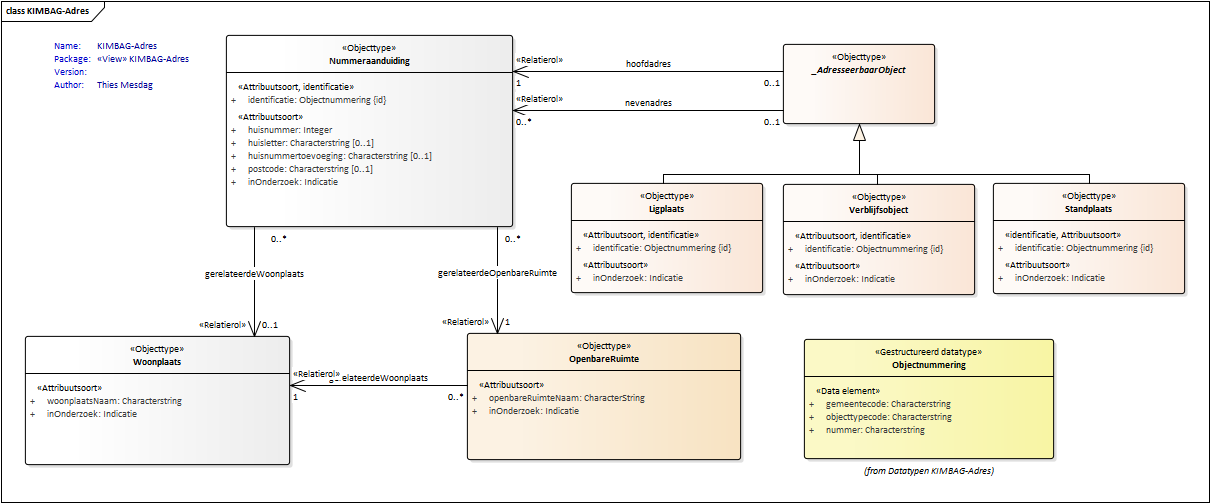 class KIMBAG-Adres
Name: KIMBAG-Adres
Package: «View» KIMBAG-Adres
Version:
Author: Thies Mesdag
«Objecttype»
Nummeraanduiding
«Attribuutsoort, identificatie»
+ identificatie: Objectnummering {id}
«Attribuutsoort»
+ huisnummer: Integer
+ huisletter: Characterstring [0..1]
+ huisnummertoevoeging: Characterstring [0..1]
+ postcode: Characterstring [0..1]
+ inOnderzoek: Indicatie
«Relatierol»
hoofdadres
1
0..1
«Relatierol»
nevenadres
0..*
0..1
«Objecttype»
_AdresseerbaarObject
«Objecttype»
Ligplaats
«Attribuutsoort, identificatie»
+ identificatie: Objectnummering {id}
«Attribuutsoort»
+ inOnderzoek: Indicatie
«Objecttype»
Verblijfsobject
«Attribuutsoort, identificatie»
+ identificatie: Objectnummering {id}
«Attribuutsoort»
+ inOnderzoek: Indicatie
«Objecttype»
Standplaats
«identificatie, Attribuutsoort»
+ identificatie: Objectnummering {id}
«Attribuutsoort»
+ inOnderzoek: Indicatie
0..*
gerelateerdeWoonplaats
«Relatierol»
0..1
0..*
gerelateerdeOpenbareRuimte
«Relatierol»
1
«Objecttype»
Woonplaats
«Attribuutsoort»
+ woonplaatsNaam: Characterstring
+ inOnderzoek: Indicatie
«Relatierol»
elateerdeWoonplaats
1
0..*
«Objecttype»
OpenbareRuimte
«Attribuutsoort»
+ openbareRuimteNaam: CharacterString
+ inOnderzoek: Indicatie
«Gestructureerd datatype»
Objectnummering
«Data element»
+ gemeentecode: Characterstring
+ objecttypecode: Characterstring
+ nummer: Characterstring
(from Datatypen KIMBAG-Adres)